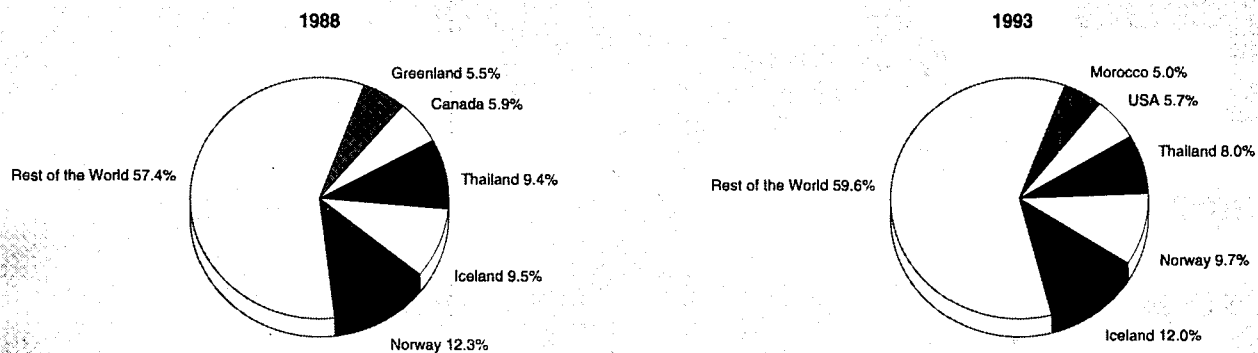 1988
Greenland 5.5%
Canada 5.9%
Thailand 9.4%
Iceland 9.5%
Norway 12.3%
Rest of the World 57.4%
1993
Morocco 5.0%
USA 5.7%
Thailand 8.0%
Norway 9.7%
Iceland 12.0%
Rest of the World 59.6%